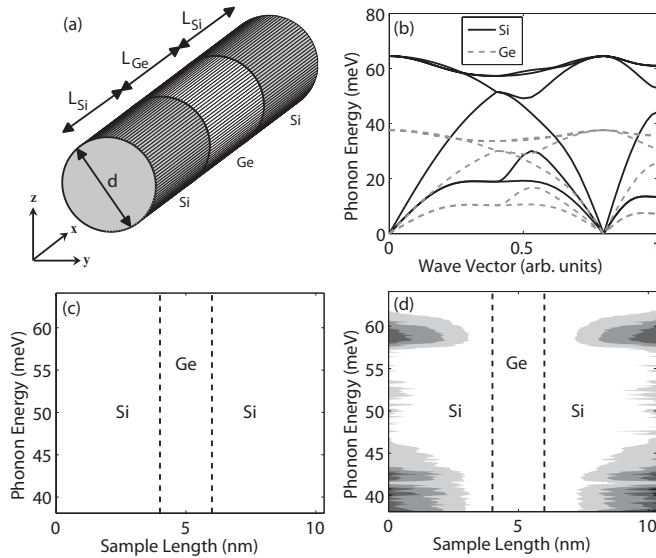 (a)
L_Si
L_Ge
L_Si
d
Si
Ge
Si
z
x
y
(b)
Si
Ge
Phonon Energy (meV)
80
60
40
20
0
0
0.5
1
Wave Vector (arb. units)
(c)
Phonon Energy (meV)
60
55
50
45
40
Si
Ge
Si
0
5
10
Sample Length (nm)
(d)
Phonon Energy (meV)
60
55
50
45
40
Si
Ge
Si
0
5
10
Sample Length (nm)